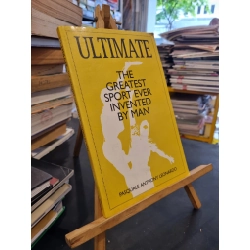 ULTIMATE
THE
GREATEST
SPORT EVER
INVENTED
BY MAN
PASQUALE ANTHONY LEONARDO